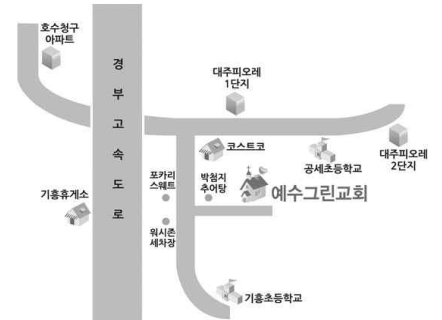 호수청구
아파트
경
부
고
속
도
로
대주피오레
1단지
코스트코
공세초등학교
대주피오레
2단지
포카리
스웨트
박첨지
추어탕
예수그린교회
기흥휴게소
워시존
세차장
기흥초등학교